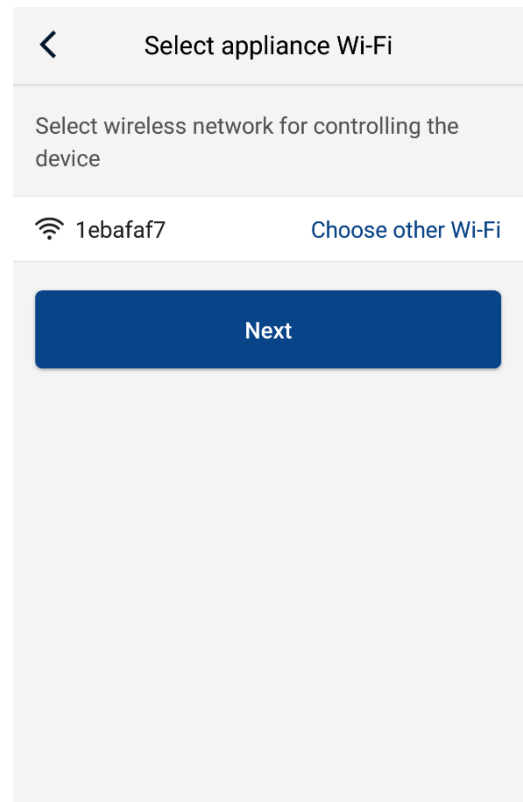 Select appliance Wi-Fi
Select wireless network for controlling the
device
1ebafaf7 Choose other Wi-Fi
Next